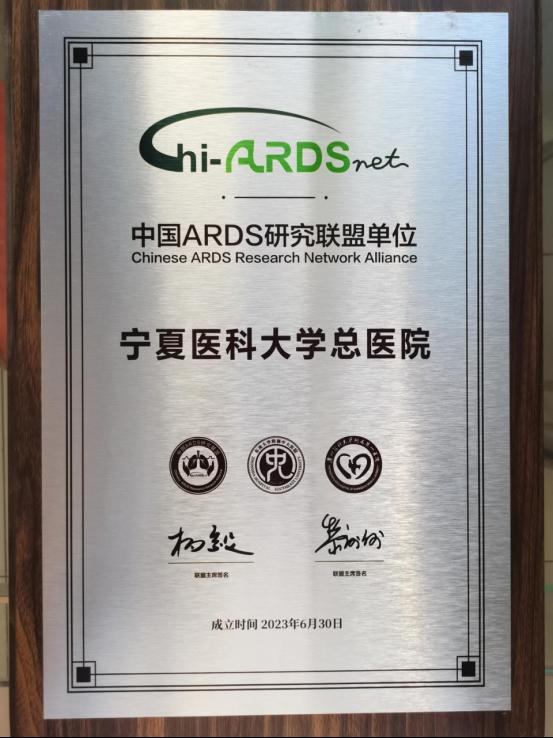 Chi-ARDSnet
中国ARDS研究联盟单位
Chinese ARDS Research Network Alliance
宁夏医科大学总医院
杨毅
联盟主席签名
联盟主席签名
成立时间 2023年6月30日